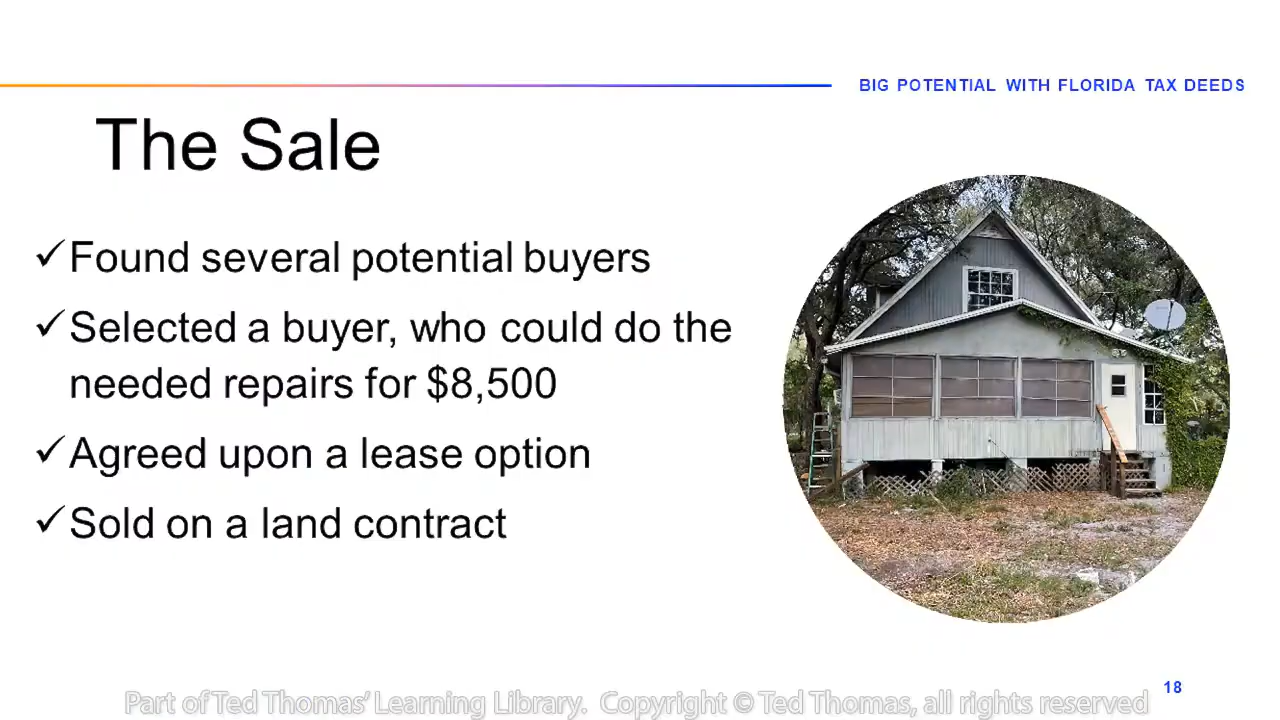 BIG POTENTIAL WITH FLORIDA TAX DEEDS
The Sale
✓Found several potential buyers
✓Selected a buyer, who could do the
needed repairs for $8,500
✓Agreed upon a lease option
✓Sold on a land contract
18
Part of Ted Thomas' Learning Library. Copyright © Ted Thomas, all rights reserved